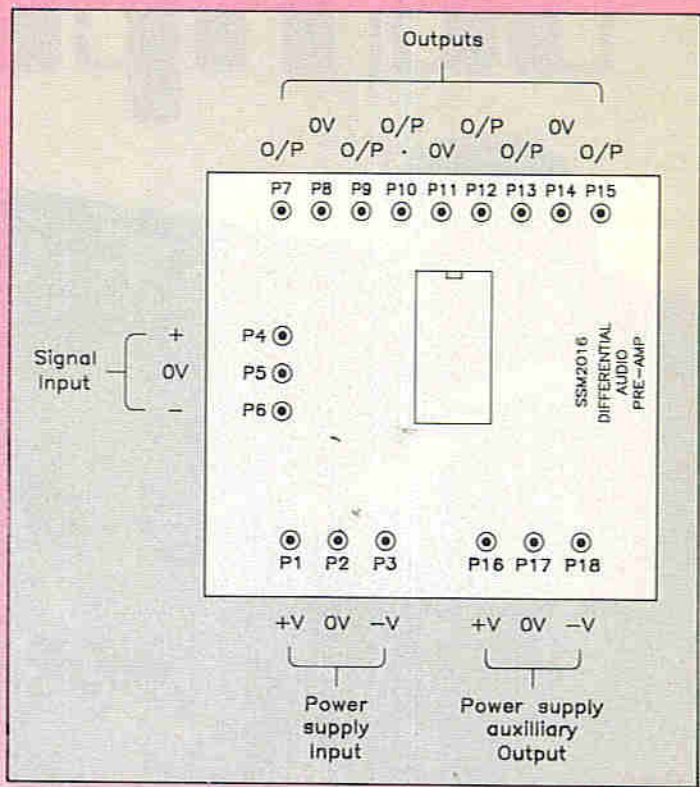 Outputs
0V O/P O/P 0V
O/P O/P · 0V O/P O/P
P7 P8 P9 P10 P11 P12 P13 P14 P15
+
Signal
Input
0V
−
P4
P5
P6
SSM2016
DIFFERENTIAL
AUDIO
PRE-AMP
P1 P2 P3 P16 P17 P18
+V 0V −V +V 0V −V
Power
supply
Input
Power supply
auxilliary
Output